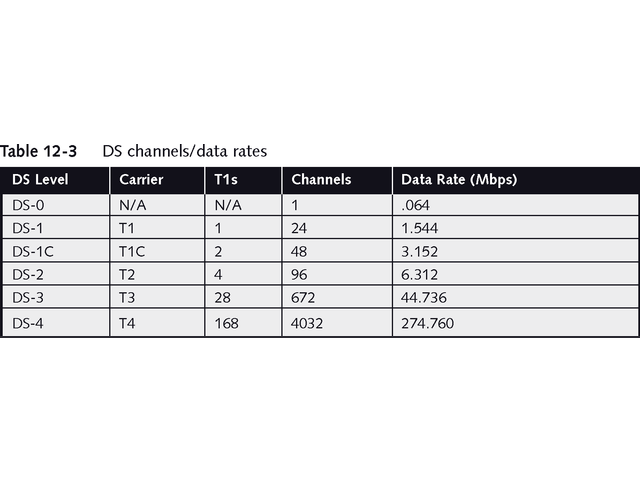 Table 12-3 DS channels/data rates
DS Level Carrier T1s Channels Data Rate (Mbps)
DS-0 N/A N/A 1 .064
DS-1 T1 1 24 1.544
DS-1C T1C 2 48 3.152
DS-2 T2 4 96 6.312
DS-3 T3 28 672 44.736
DS-4 T4 168 4032 274.760